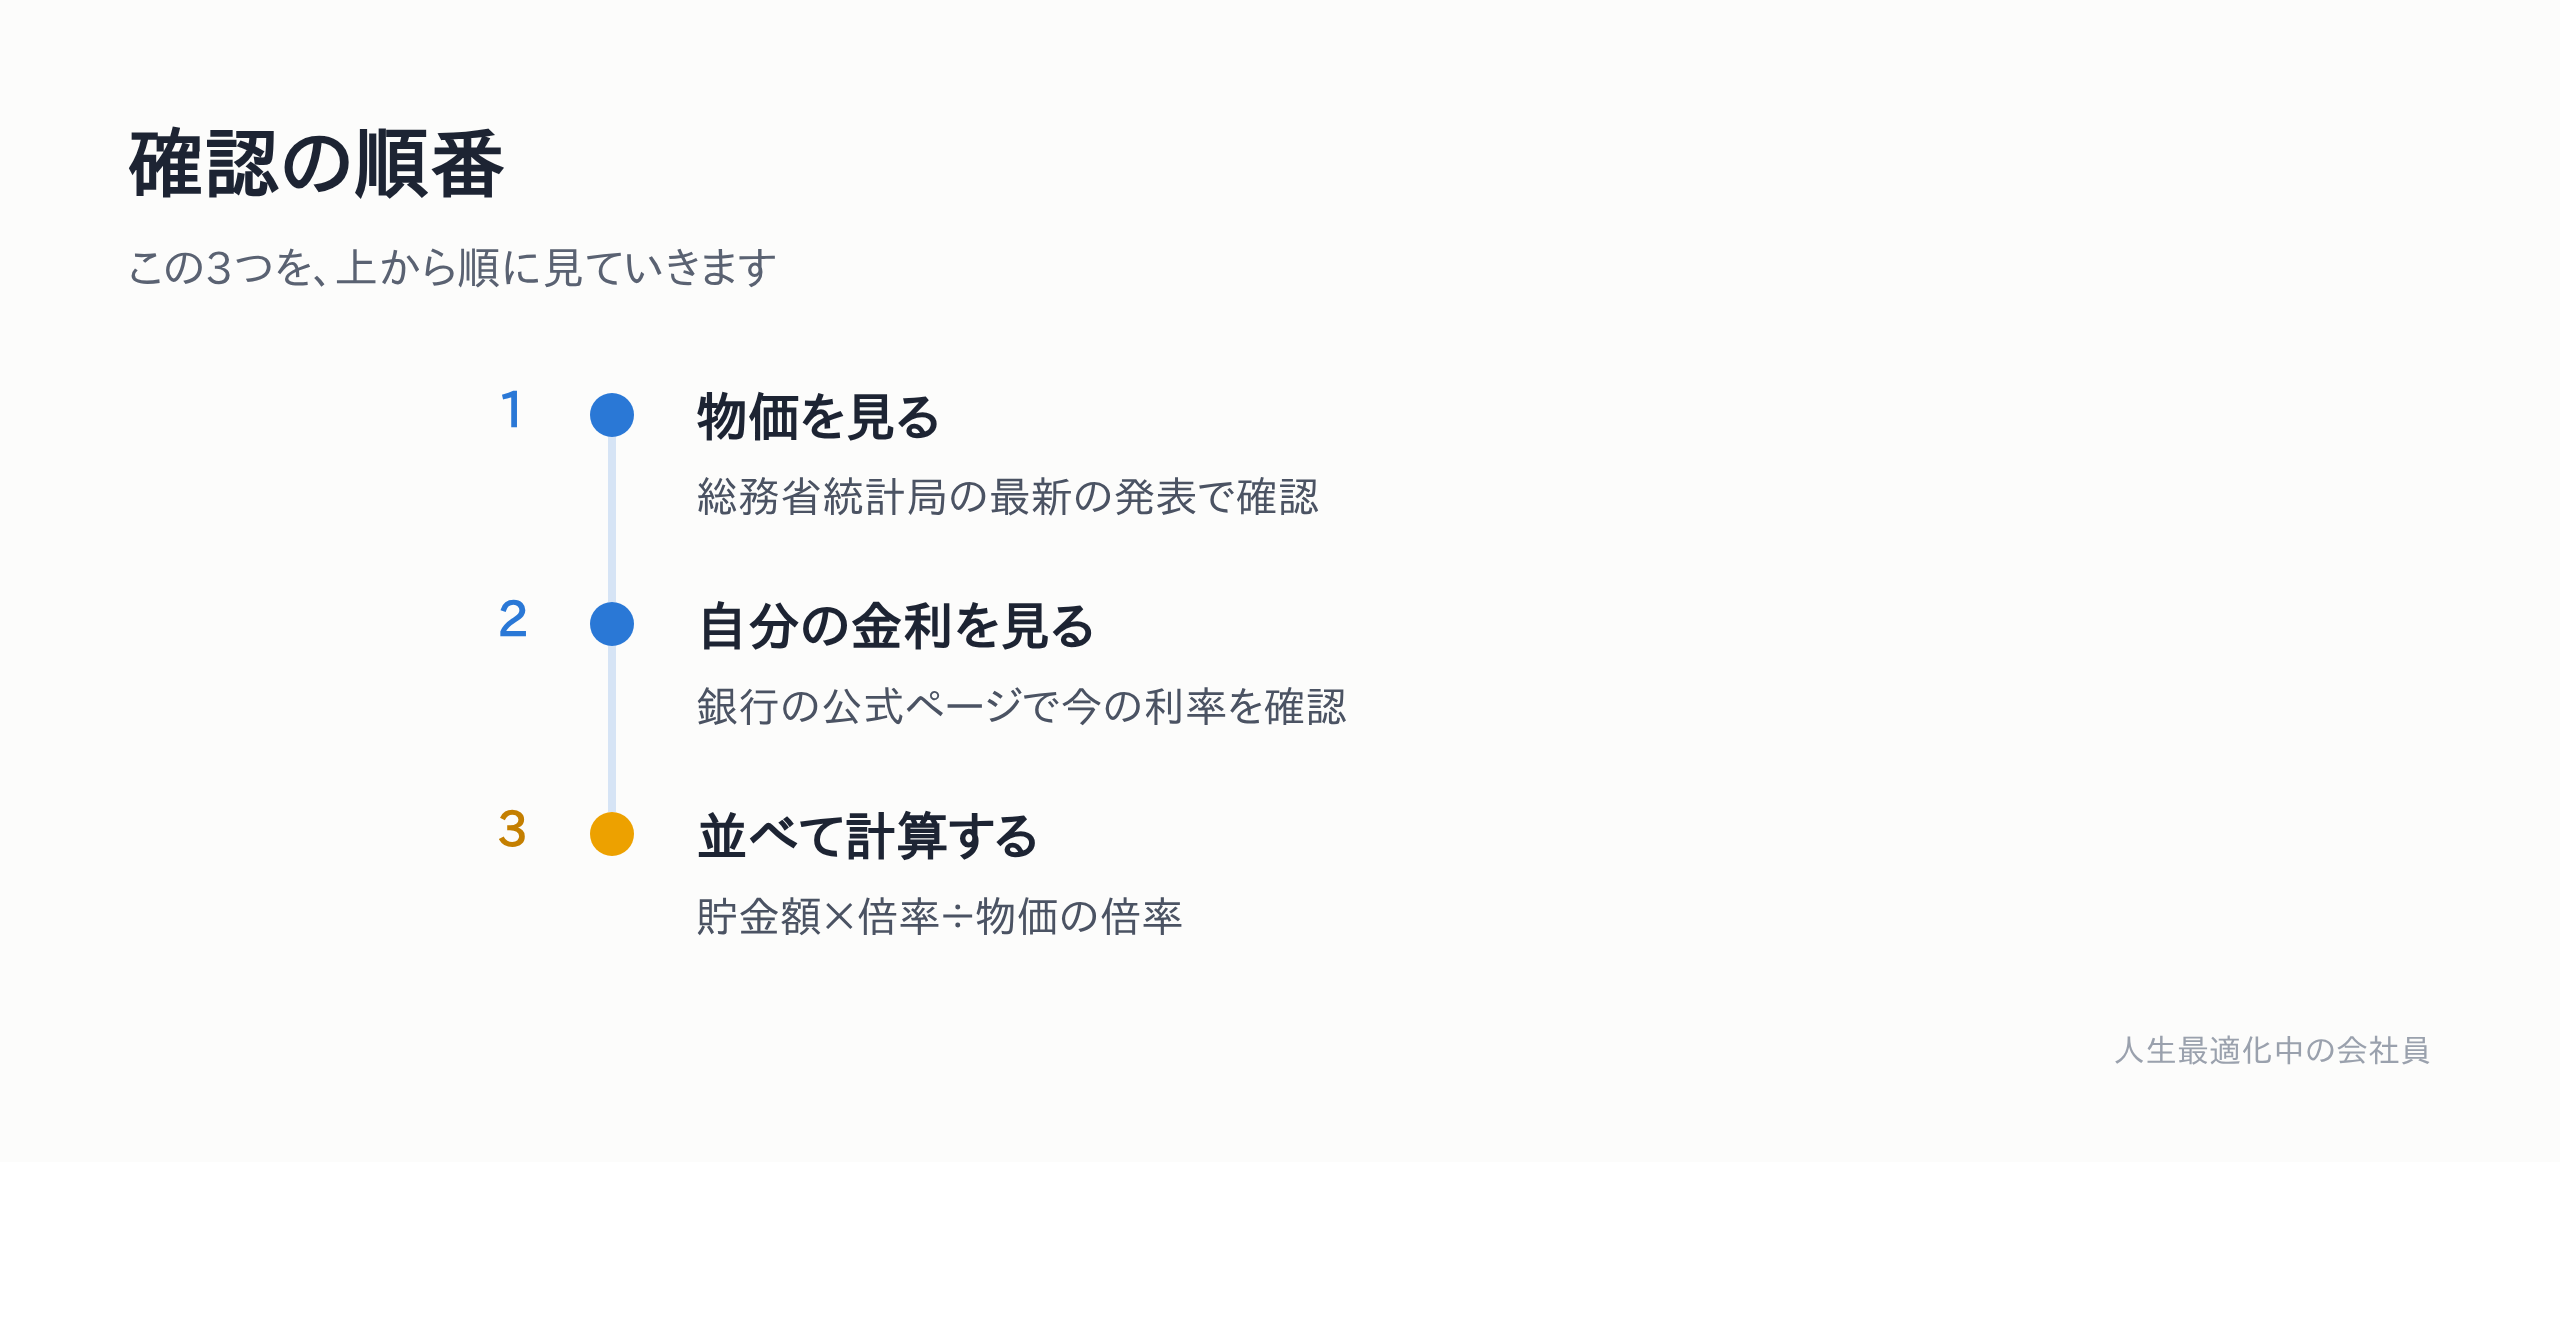 確認の順番
この3つを、上から順に見ていきます
1
物価を見る
総務省統計局の最新の発表で確認
2
自分の金利を見る
銀行の公式ページで今の利率を確認
3
並べて計算する
貯金額×倍率÷物価の倍率
人生最適化中の会社員